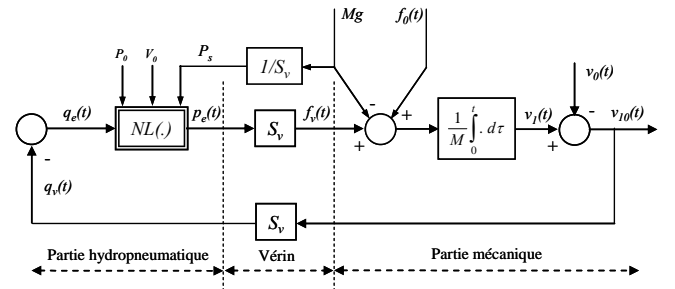 Mg
f0(t)
P0
V0
Ps
1/Sv
v0(t)
qe(t)
NL(.)
pe(t)
Sv
fv(t)
-
+
+
1/M ∫0t . dτ
v1(t)
-
+
v10(t)
-
qv(t)
Sv
Partie hydropneumatique
Vérin
Partie mécanique